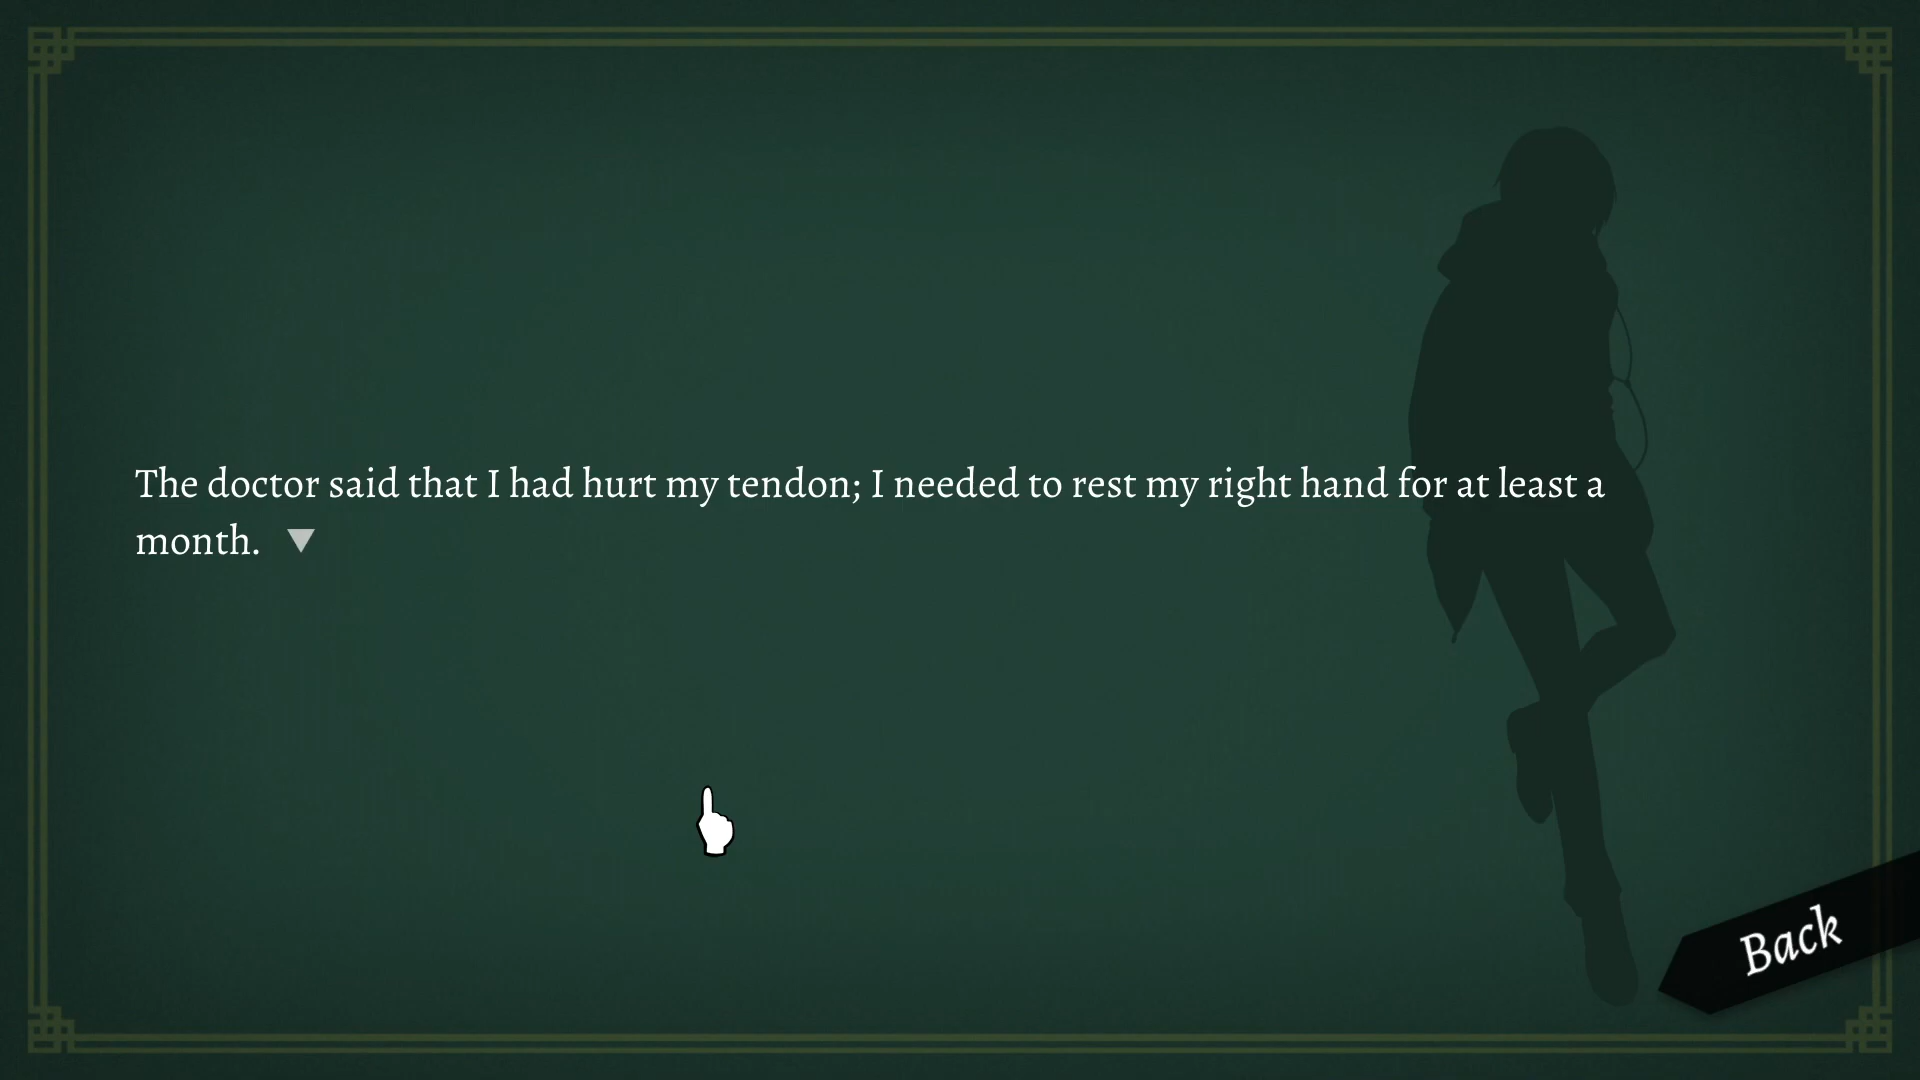 The doctor said that I had hurt my tendon; I needed to rest my right hand for at least a
month.
Back